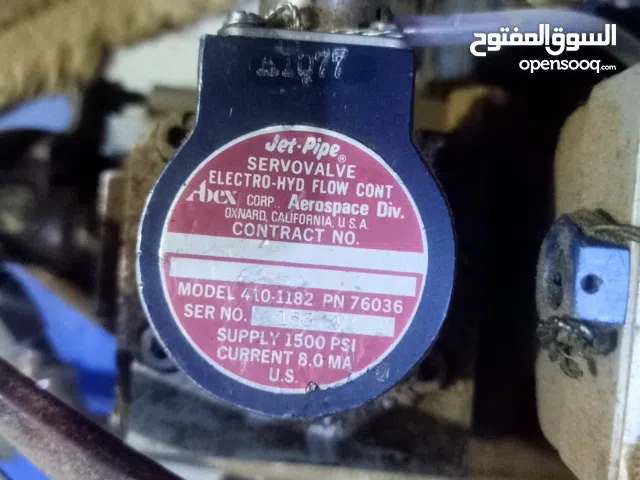 السوق المفتوح
opensooq.com
A1Q77
Jet-Pipe®
SERVOVALVE
ELECTRO-HYD FLOW CONT
Abex CORP., Aerospace Div.
OXNARD, CALIFORNIA, U.S.A.
CONTRACT NO.
MODEL 410-1182 PN 76036
SER NO.
SUPPLY 1500 PSI
CURRENT 8.0 MA
U.S.